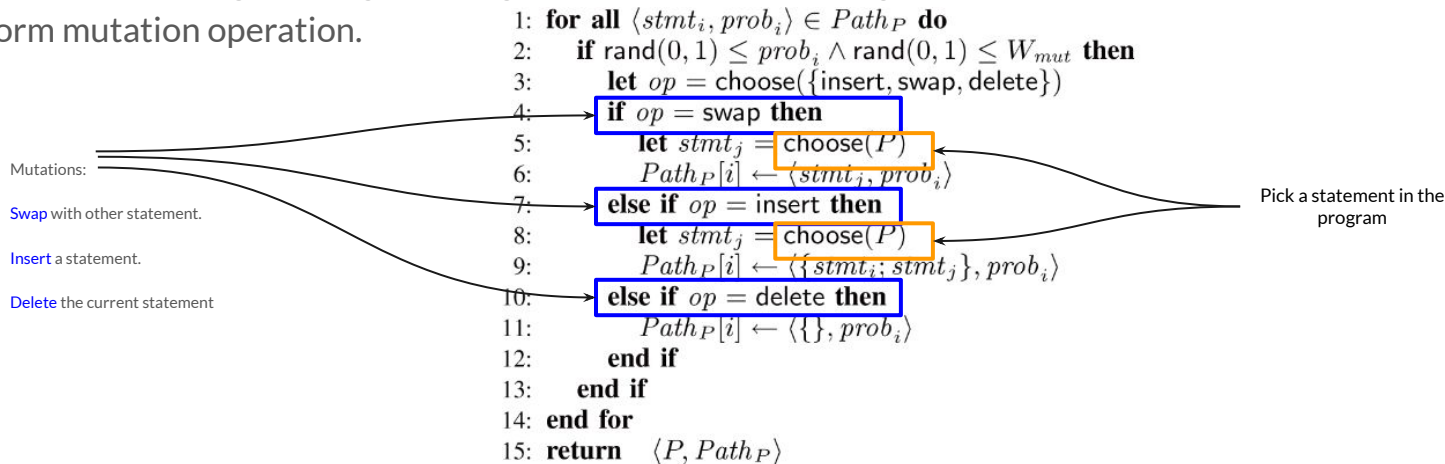 orm mutation operation.
1: for all ⟨stmt_i, prob_i⟩ ∈ Path_P do
2: if rand(0, 1) ≤ prob_i ∧ rand(0, 1) ≤ W_mut then
3: let op = choose({insert, swap, delete})
4: if op = swap then
5: let stmt_j = choose(P)
6: Path_P[i] ← ⟨stmt_j, prob_i⟩
7: else if op = insert then
8: let stmt_j = choose(P)
9: Path_P[i] ← ⟨{stmt_i; stmt_j}, prob_i⟩
10: else if op = delete then
11: Path_P[i] ← ⟨{}, prob_i⟩
12: end if
13: end if
14: end for
15: return ⟨P, Path_P⟩
Mutations:
Swap with other statement.
Insert a statement.
Delete the current statement
Pick a statement in the
program